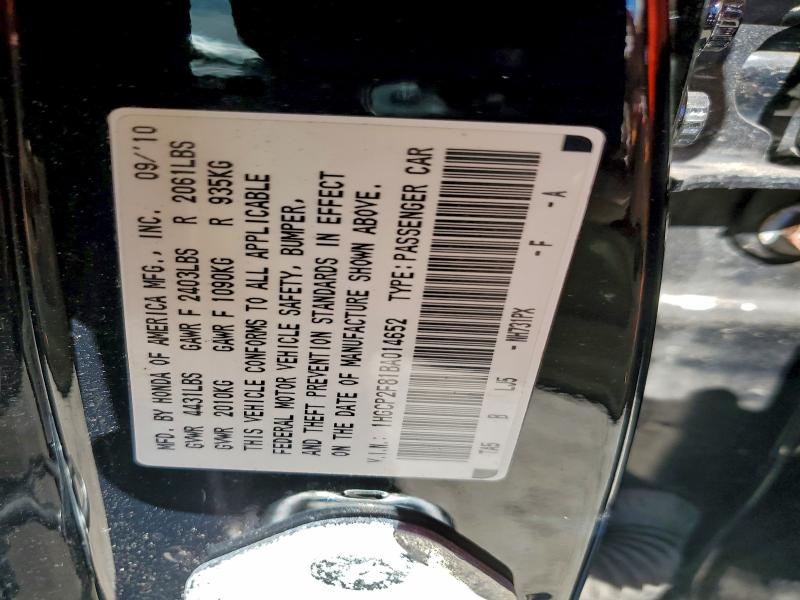 MFD. BY HONDA OF AMERICA MFG., INC. 09/'10
GVWR 4431LBS GAWR F 2403LBS R 2061LBS
GVWR 2010KG GAWR F 1090KG R 935KG
THIS VEHICLE CONFORMS TO ALL APPLICABLE
FEDERAL MOTOR VEHICLE SAFETY, BUMPER,
AND THEFT PREVENTION STANDARDS IN EFFECT
ON THE DATE OF MANUFACTURE SHOWN ABOVE.
V.I.N.: 1HGCP2F81BA014652 TYPE: PASSENGER CAR
TA5 B LJ5 - NH731PX - F - A